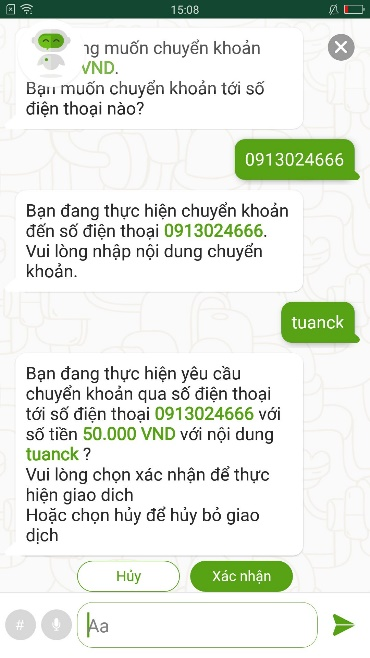 15:08
ng muốn chuyển khoản
VND.
Bạn muốn chuyển khoản tới số
điện thoại nào?
0913024666
Bạn đang thực hiện chuyển khoản
đến số điện thoại 0913024666.
Vui lòng nhập nội dung chuyển
khoản.
tuanck
Bạn đang thực hiện yêu cầu
chuyển khoản qua số điện thoại
tới số điện thoại 0913024666 với
số tiền 50.000 VND với nội dung
tuanck ?
Vui lòng chọn xác nhận để thực
hiện giao dich
Hoặc chọn hủy để hủy bỏ giao
dịch
Hủy
Xác nhận
#
Aa